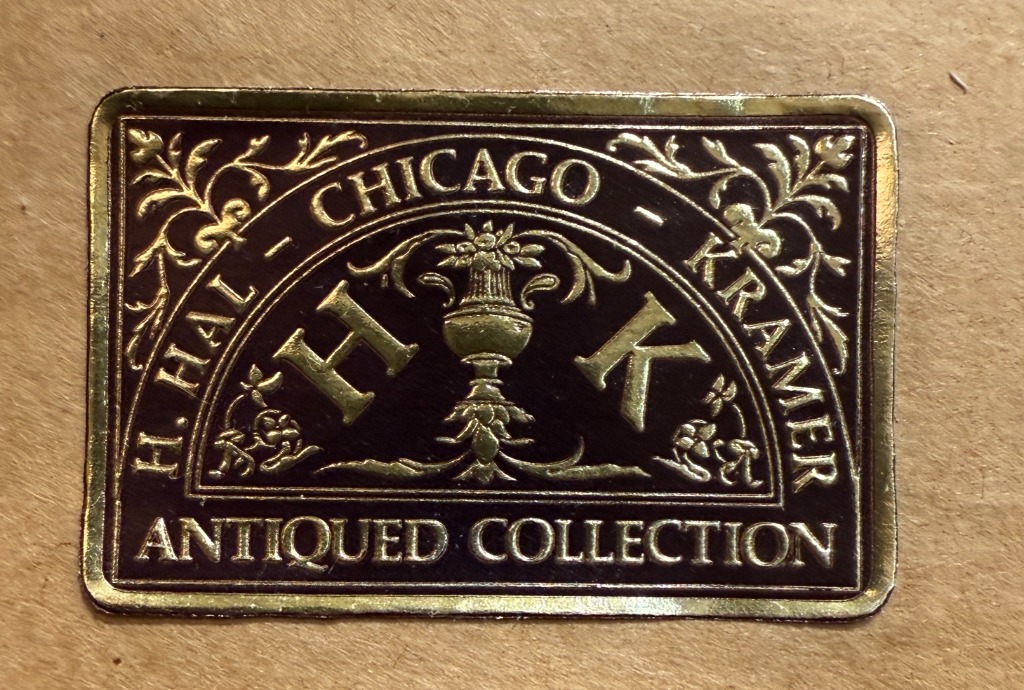 H. HAL – CHICAGO – KRAMER
H K
ANTIQUED COLLECTION